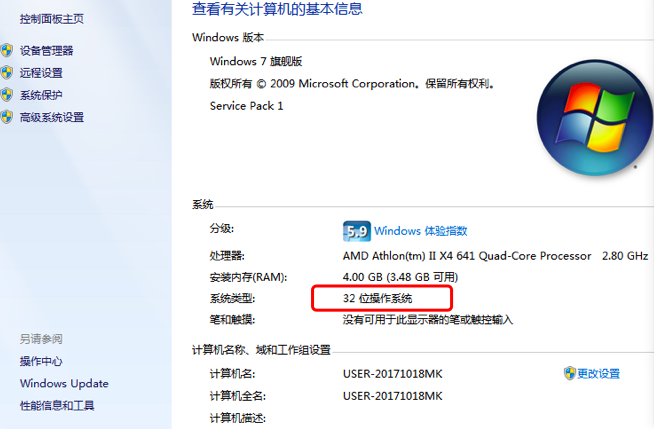 控制面板主页
设备管理器
远程设置
系统保护
高级系统设置
另请参阅
操作中心
Windows Update
性能信息和工具
查看有关计算机的基本信息
Windows 版本
Windows 7 旗舰版
版权所有 © 2009 Microsoft Corporation。保留所有权利。
Service Pack 1
系统
分级: 5.9 Windows 体验指数
处理器: AMD Athlon(tm) II X4 641 Quad-Core Processor 2.80 GHz
安装内存(RAM): 4.00 GB (3.48 GB 可用)
系统类型: 32 位操作系统
笔和触摸: 没有可用于此显示器的笔或触控输入
计算机名称、域和工作组设置
计算机名: USER-20171018MK 更改设置
计算机全名: USER-20171018MK
计算机描述: